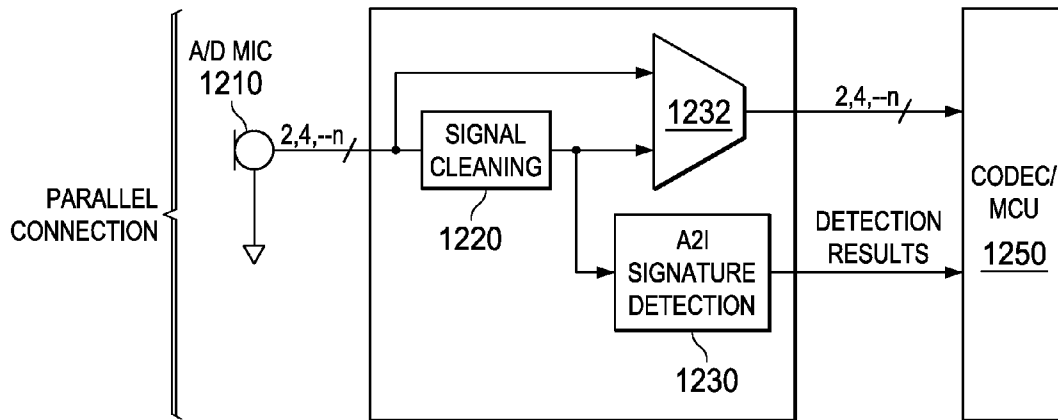 PARALLEL
CONNECTION
A/D MIC
1210
2,4,--n
SIGNAL
CLEANING
1220
1232
A2I
SIGNATURE
DETECTION
1230
2,4,--n
DETECTION
RESULTS
CODEC/
MCU
1250